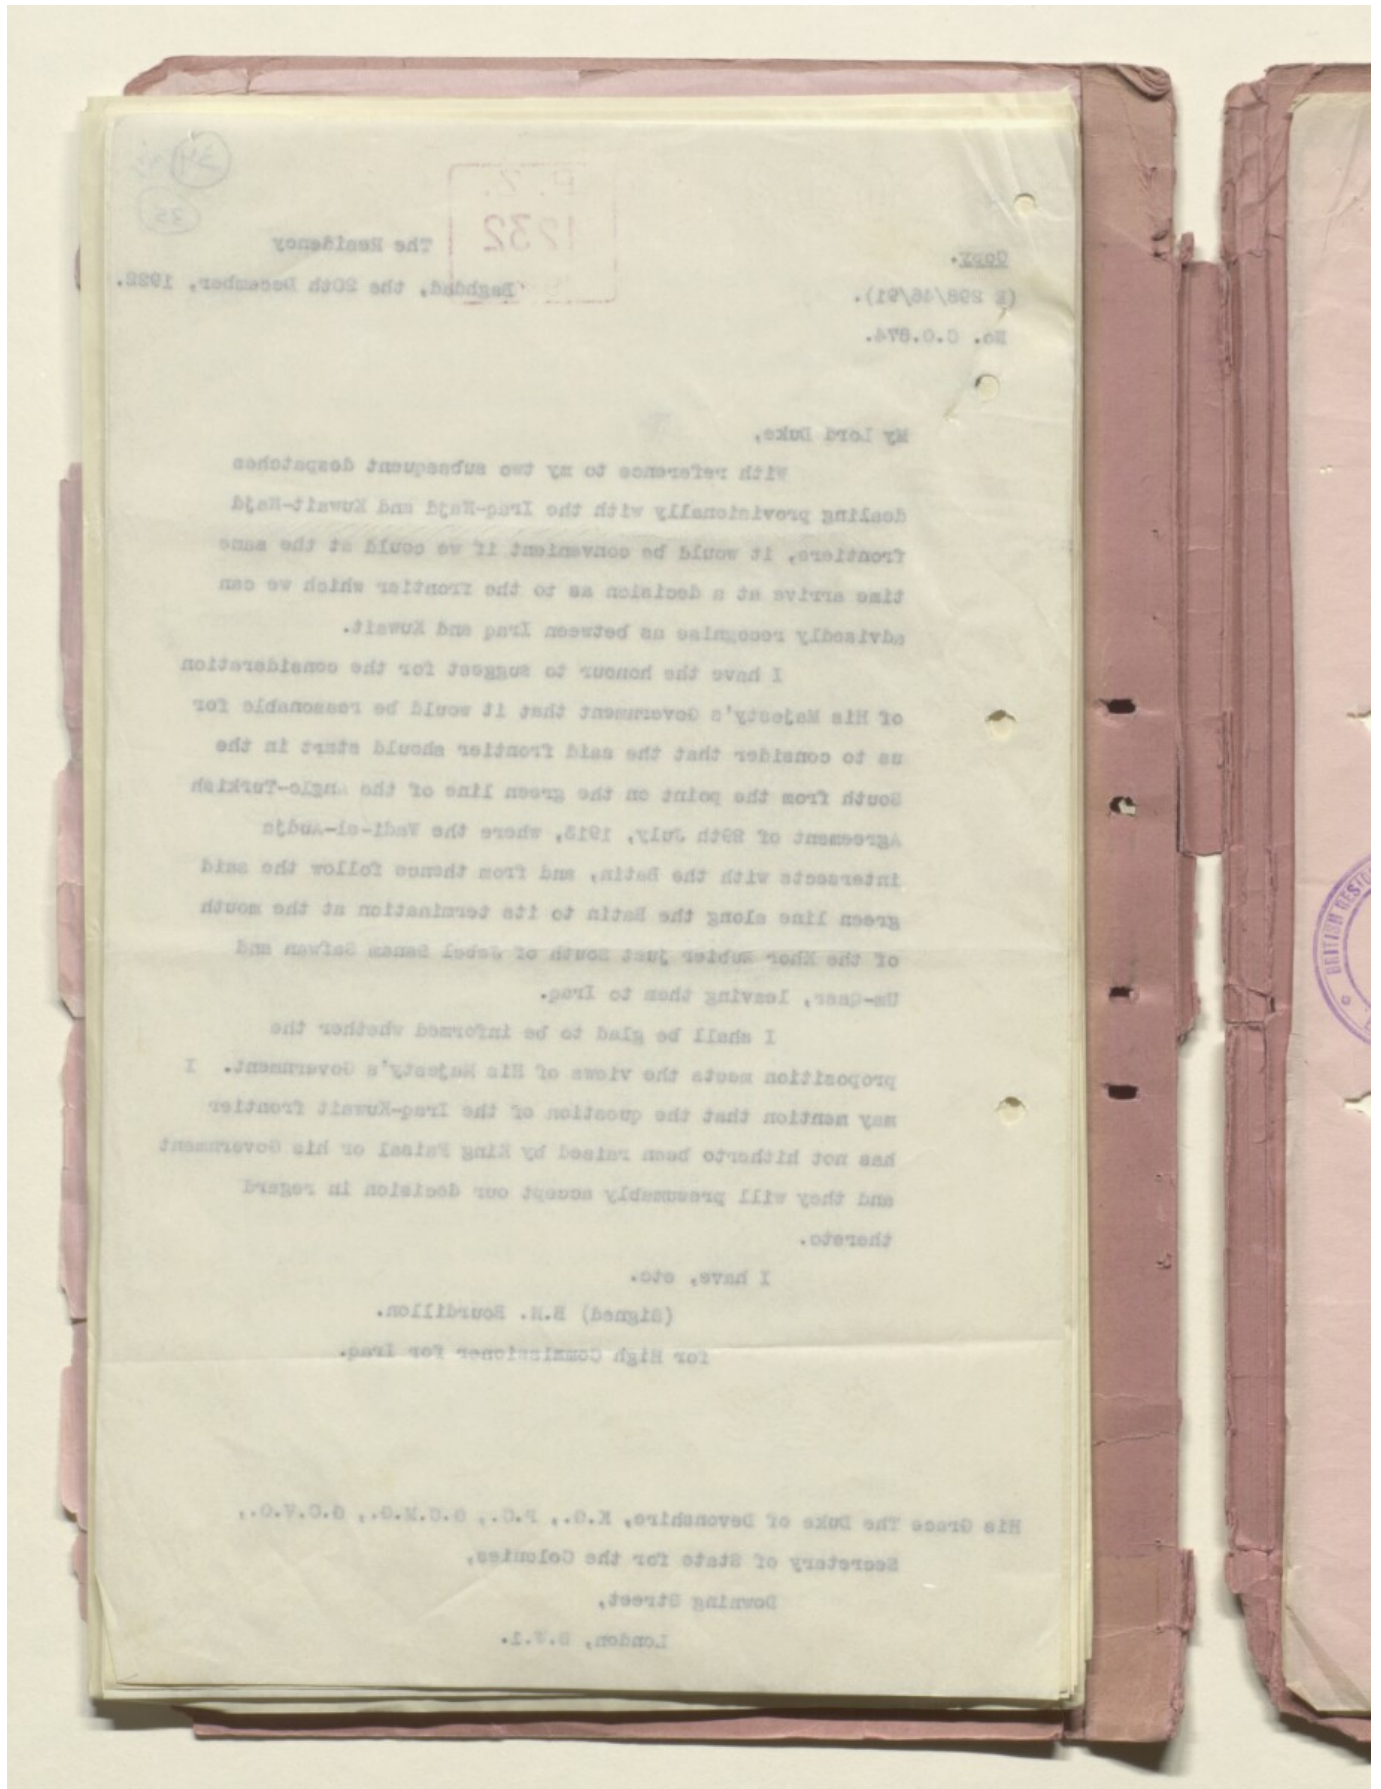 34
35
P. Z.
1232
Copy.
The Residency
(E 298/46/91).
Baghdad, the 20th December, 1922.
No. C.O.874.
My Lord Duke,
With reference to my two subsequent despatches
dealing provisionally with the Iraq-Najd and Kuwait-Najd
frontiers, it would be convenient if we could at the same
time arrive at a decision as to the frontier which we can
advisedly recognise as between Iraq and Kuwait.
I have the honour to suggest for the consideration
of His Majesty's Government that it would be reasonable for
us to consider that the said frontier should start in the
South from the point on the green line of the Anglo-Turkish
Agreement of 29th July, 1913, where the Wadi-el-Audja
intersects with the Batin, and from thence follow the said
green line along the Batin to its termination at the mouth
of the Khor Zubier just South of Jebel Sanam Safwan and
Um-Qasr, leaving them to Iraq.
I shall be glad to be informed whether the
proposition meets the views of His Majesty's Government. I
may mention that the question of the Iraq-Kuwait frontier
has not hitherto been raised by King Faisal or his Government
and they will presumably accept our decision in regard
thereto.
I have, etc.
(Signed) B.H. Bourdillon.
for High Commissioner for Iraq.
His Grace The Duke of Devonshire, K.G., P.C., G.C.M.G., G.C.V.O.,
Secretary of State for the Colonies,
Downing Street,
London, S.W.1.
BRITISH RESID